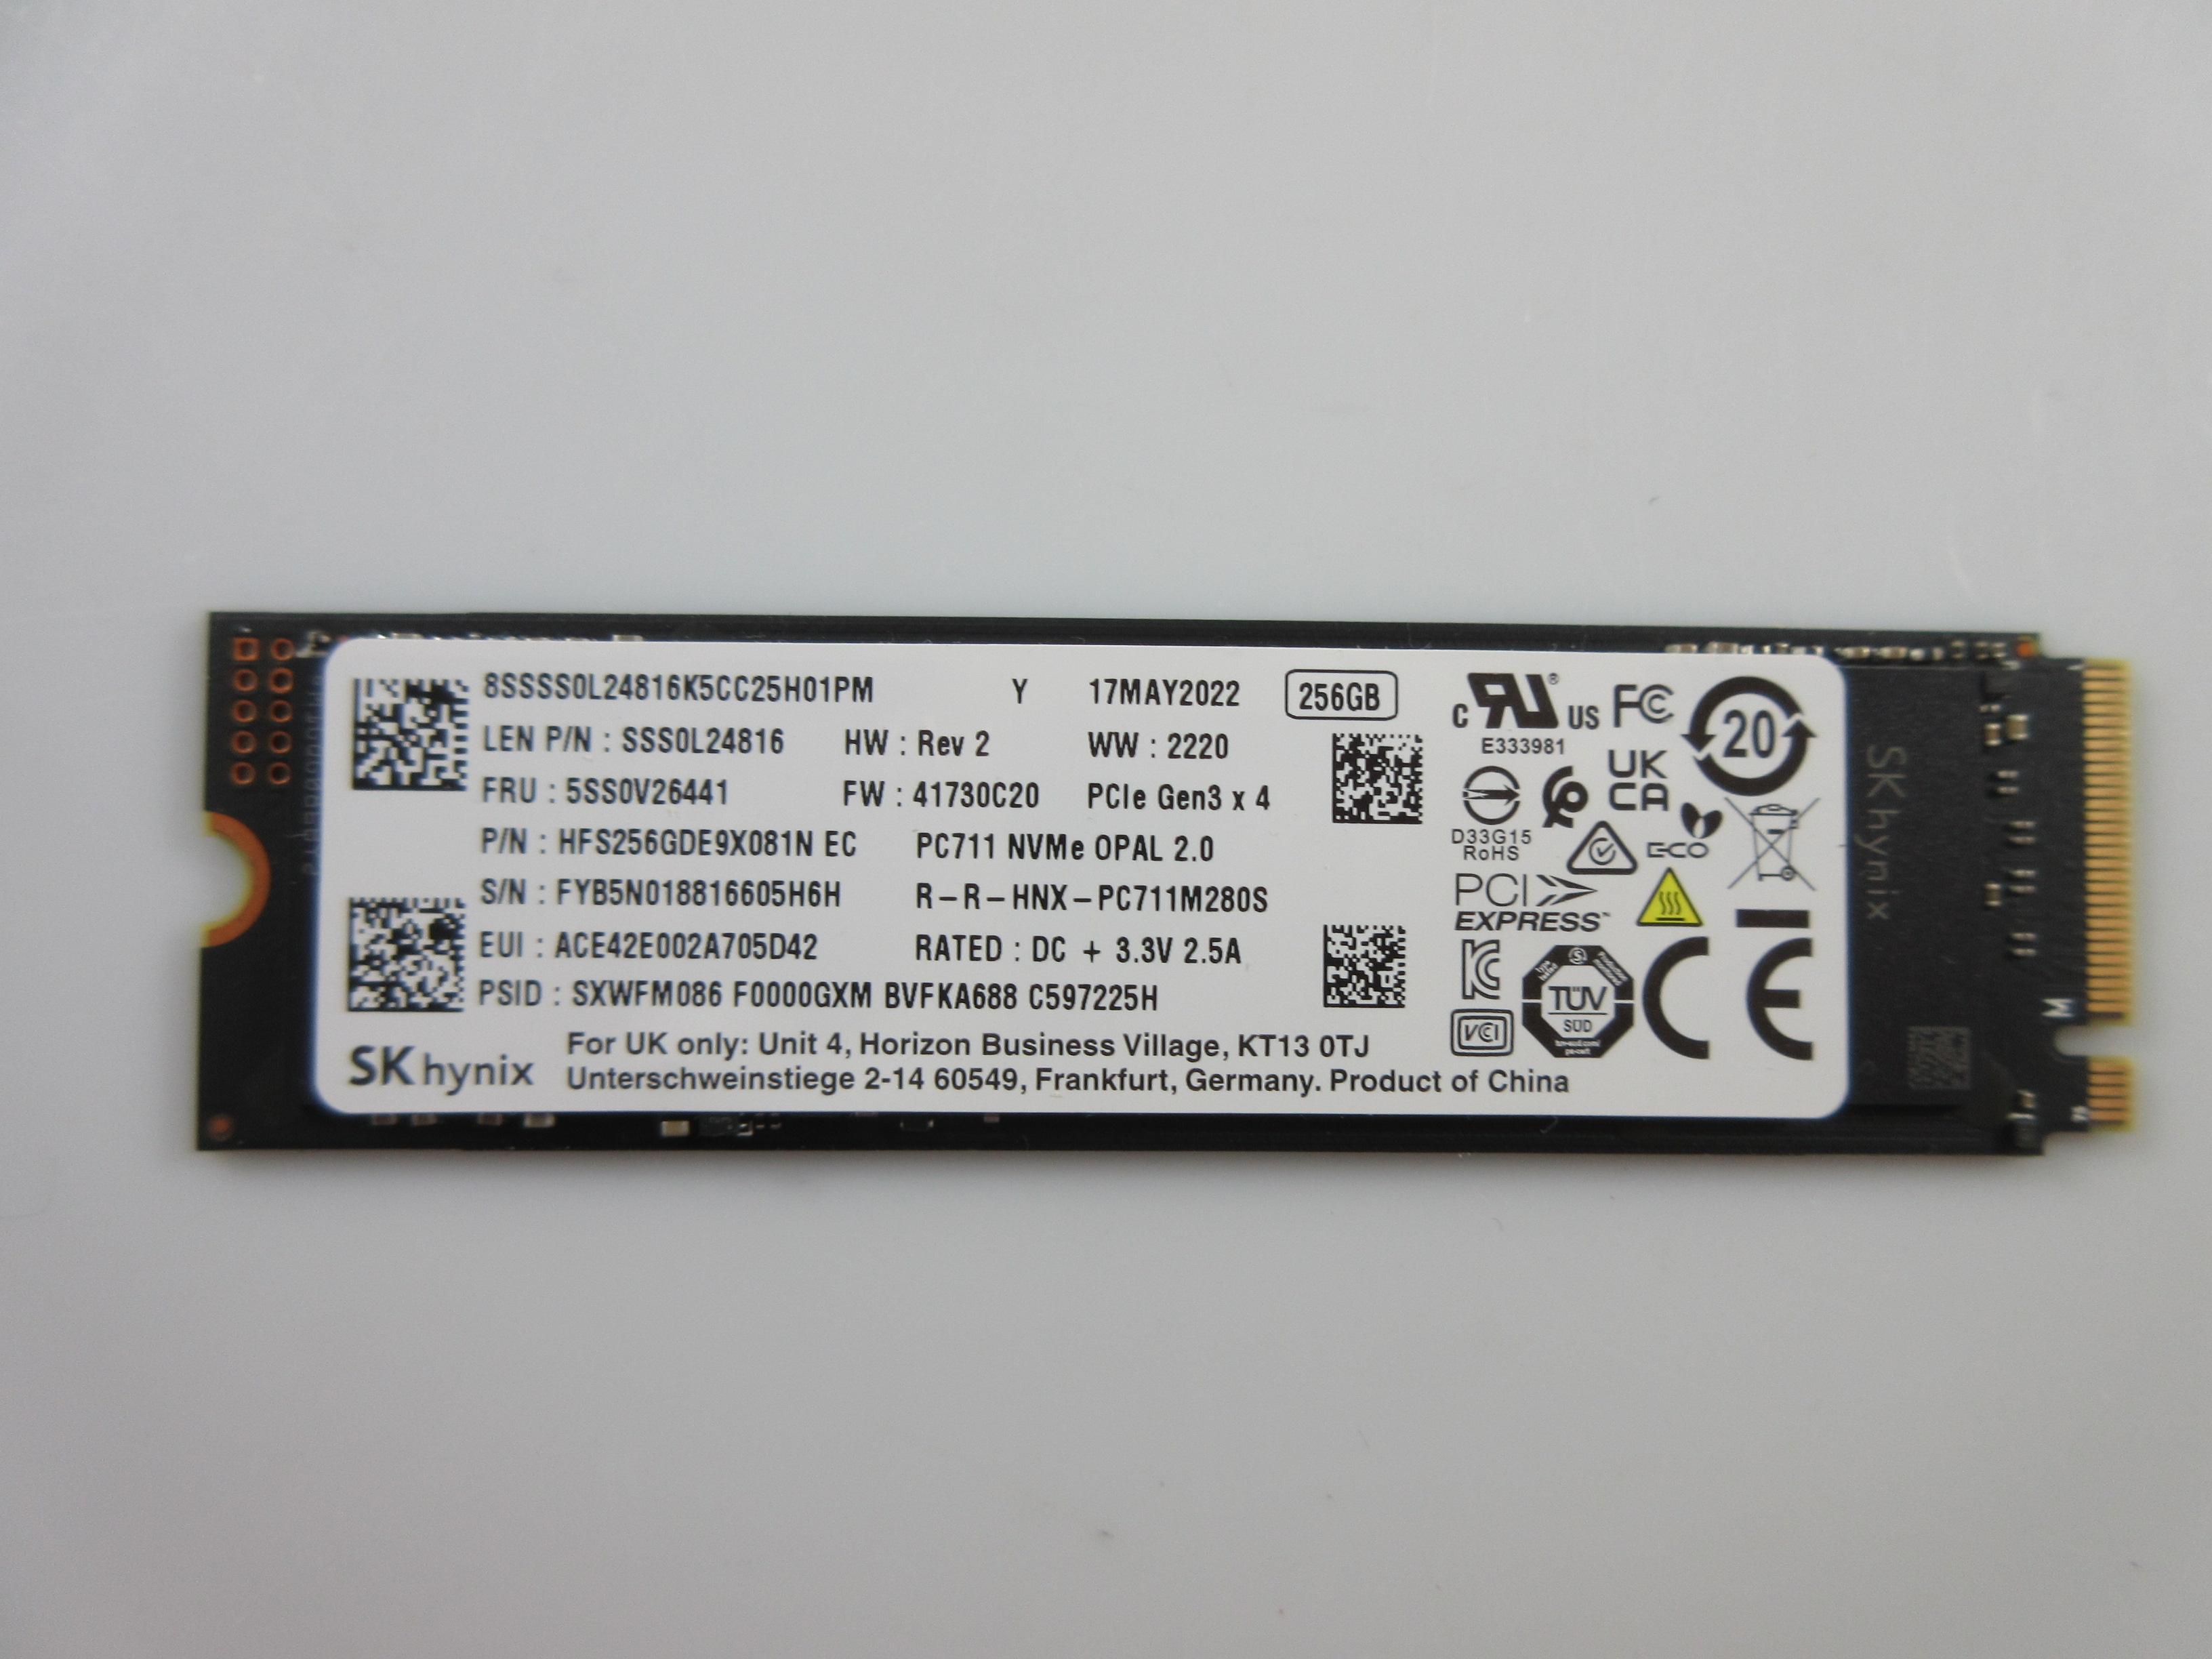 8SSSS0L24816K5CC25H01PM Y 17MAY2022 256GB
LEN P/N : SSS0L24816 HW : Rev 2 WW : 2220
FRU : 5SS0V26441 FW : 41730C20 PCIe Gen3 x 4
P/N : HFS256GDE9X081N EC PC711 NVMe OPAL 2.0
S/N : FYB5N018816605H6H R-R-HNX-PC711M280S
EUI : ACE42E002A705D42 RATED : DC + 3.3V 2.5A
PSID : SXWFM086 F0000GXM BVFKA688 C597225H
SK hynix
For UK only: Unit 4, Horizon Business Village, KT13 0TJ
Unterschweinstiege 2-14 60549, Frankfurt, Germany. Product of China
C RU ® US FC
E333981
20
UK
CA
D33G15
RoHS
ECO
PCI
EXPRESS™
KC
VCI
TÜV
SÜD
CE
SK hynix
M